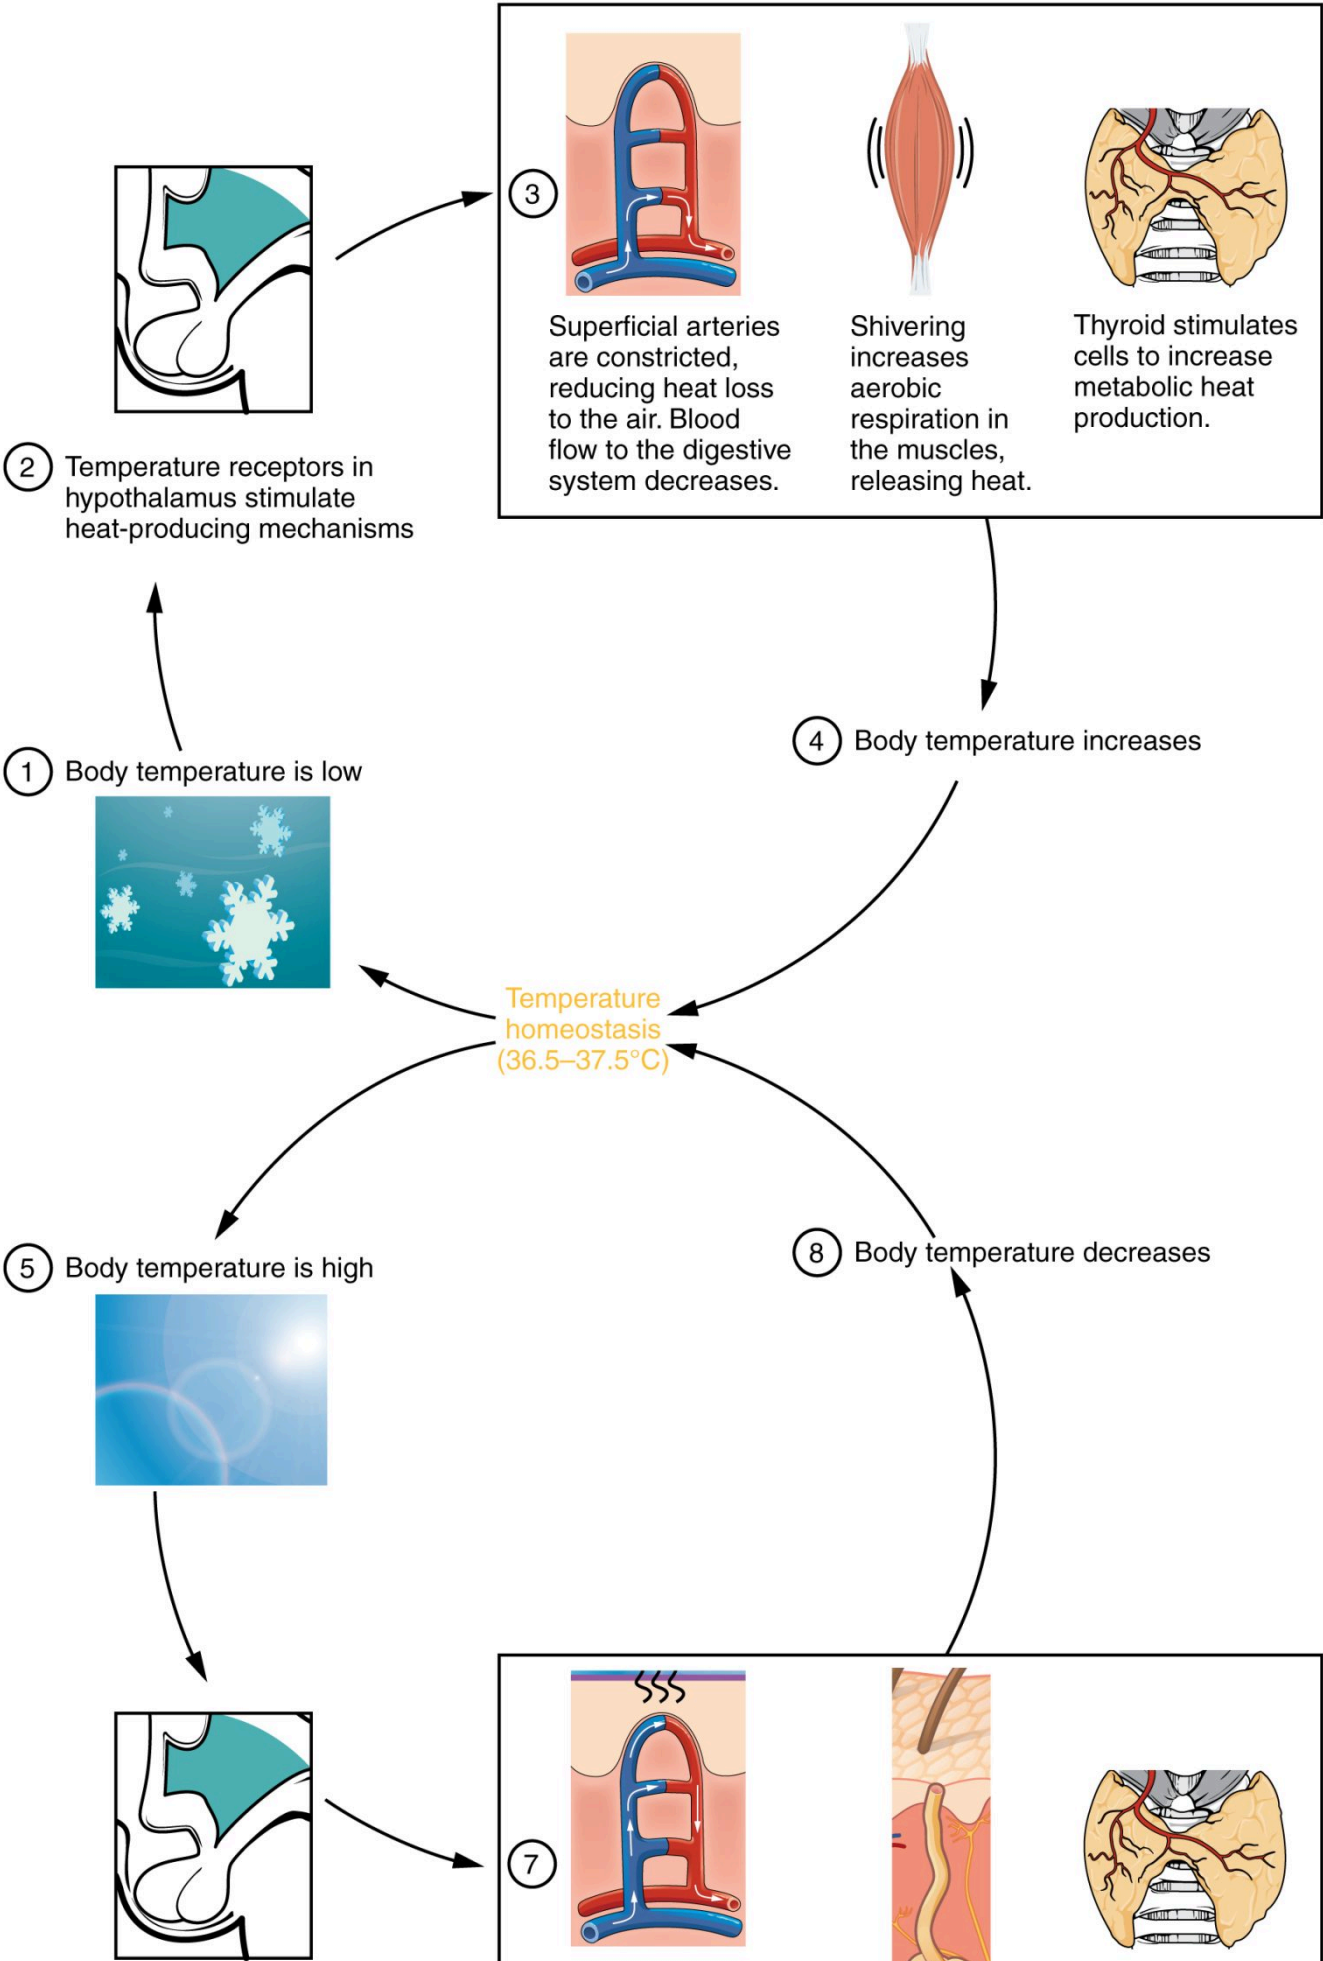 3
Superficial arteries
are constricted,
reducing heat loss
to the air. Blood
flow to the digestive
system decreases.
Shivering
increases
aerobic
respiration in
the muscles,
releasing heat.
Thyroid stimulates
cells to increase
metabolic heat
production.
2 Temperature receptors in
hypothalamus stimulate
heat-producing mechanisms
4 Body temperature increases
1 Body temperature is low
Temperature
homeostasis
(36.5–37.5°C)
5 Body temperature is high
8 Body temperature decreases
7